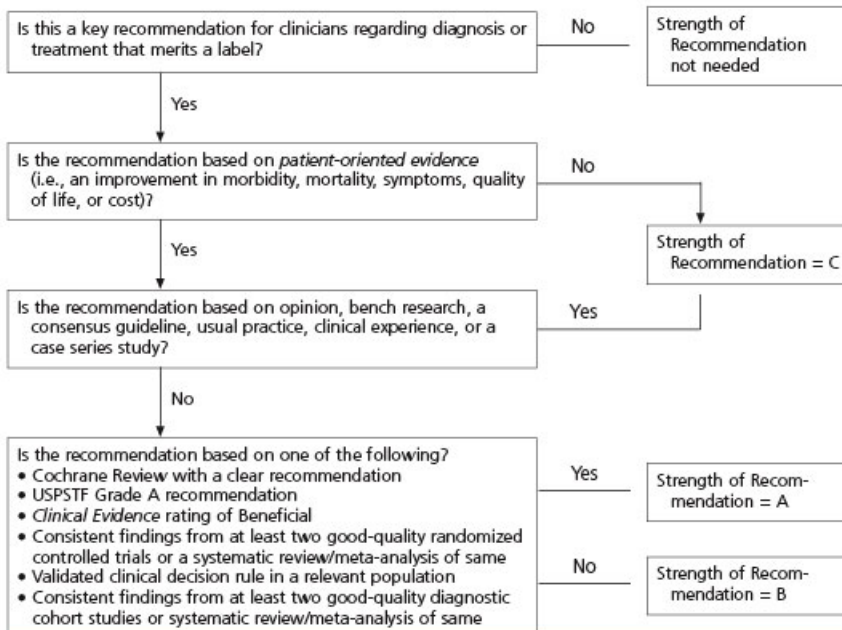 Is this a key recommendation for clinicians regarding diagnosis or
treatment that merits a label?
No
Strength of
Recommendation
not needed
Yes
Is the recommendation based on patient-oriented evidence
(i.e., an improvement in morbidity, mortality, symptoms, quality
of life, or cost)?
No
Strength of
Recommendation = C
Yes
Is the recommendation based on opinion, bench research, a
consensus guideline, usual practice, clinical experience, or a
case series study?
Yes
No
Is the recommendation based on one of the following?
• Cochrane Review with a clear recommendation
• USPSTF Grade A recommendation
• Clinical Evidence rating of Beneficial
• Consistent findings from at least two good-quality randomized
controlled trials or a systematic review/meta-analysis of same
• Validated clinical decision rule in a relevant population
• Consistent findings from at least two good-quality diagnostic
cohort studies or systematic review/meta-analysis of same
Yes
Strength of Recom-
mendation = A
No
Strength of Recom-
mendation = B